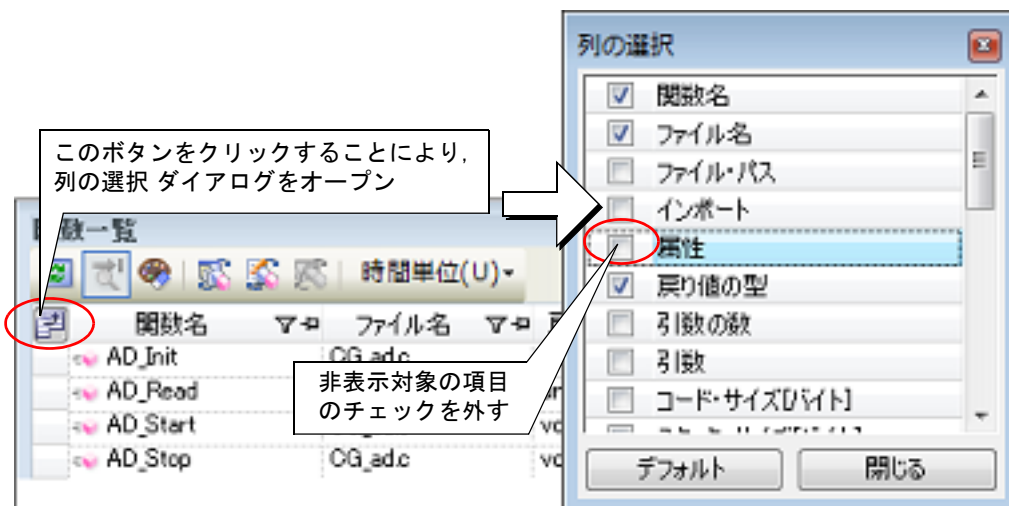 列の選択
関数名
ファイル名
ファイル・パス
インポート
属性
戻り値の型
引数の数
引数
コード・サイズ[バイト]
デフォルト
閉じる
このボタンをクリックすることにより，
列の選択 ダイアログをオープン
数一覧
時間単位(U)
関数名 ファイル名
AD_Init CG_ad.c
AD_Read
AD_Start
AD_Stop CG_ad.c
非表示対象の項目
のチェックを外す